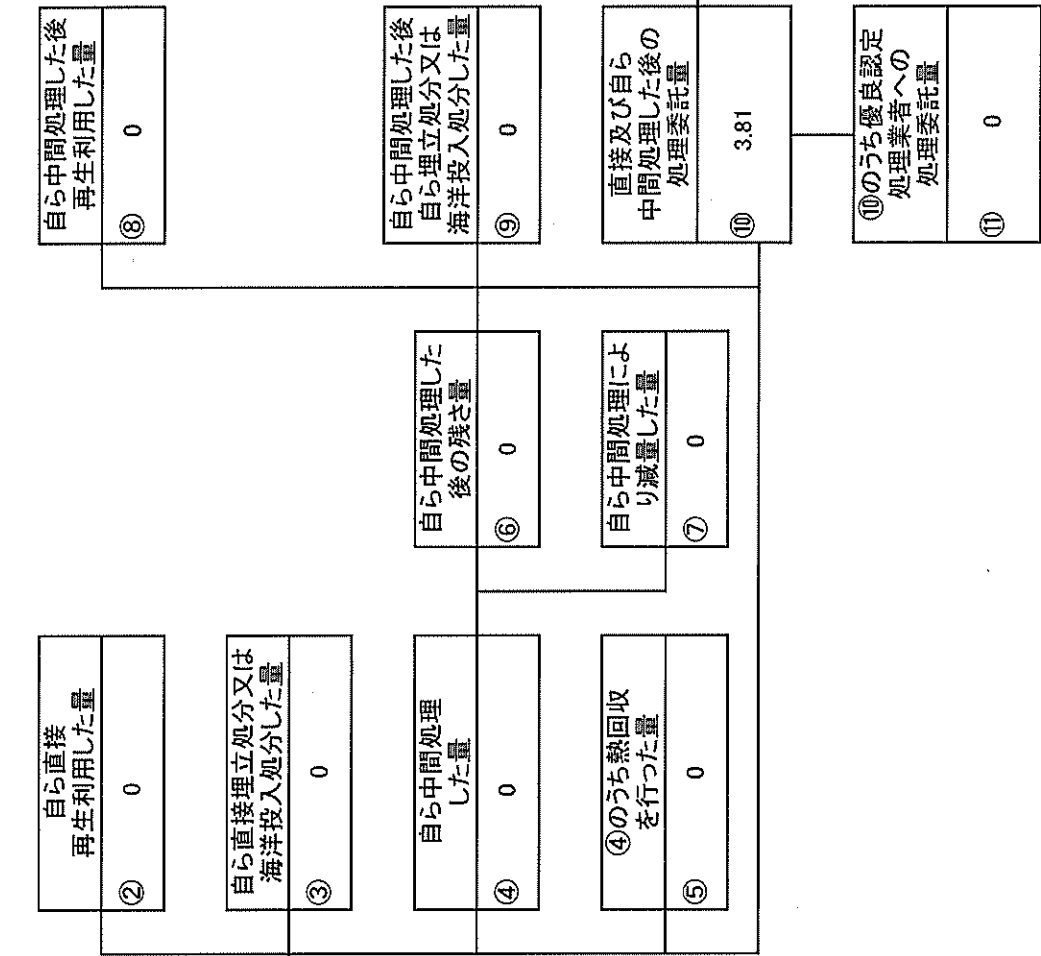 自ら直接
再生利用した量
②
0
自ら直接埋立処分又は
海洋投入処分した量
③
0
自ら中間処理
した量
④
0
④のうち熱回収
を行った量
⑤
0
自ら中間処理した
後の残さ量
⑥
0
自ら中間処理によ
り減量した量
⑦
0
自ら中間処理した後
再生利用した量
⑧
0
自ら中間処理した後
自ら埋立処分又は
海洋投入処分した量
⑨
0
直接及び自ら
中間処理した後の
処理委託量
⑩
3.81
⑩のうち優良認定
処理業者への
処理委託量
⑪
0